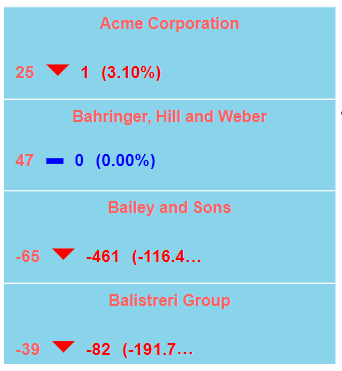 Acme Corporation
25 1 (3.10%)
Bahringer, Hill and Weber
47 0 (0.00%)
Bailey and Sons
-65 -461 (-116.4...
Balistreri Group
-39 -82 (-191.7...